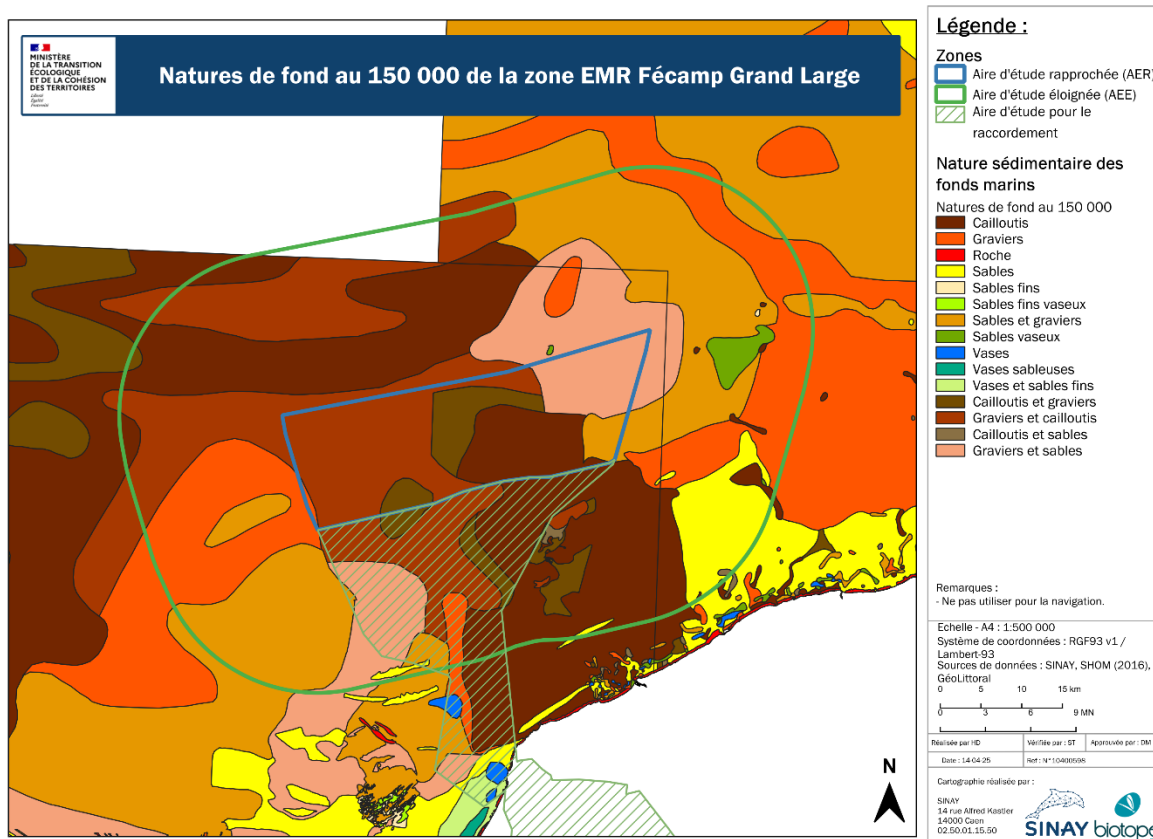 MINISTÈRE
DE LA TRANSITION
ÉCOLOGIQUE
ET DE LA COHÉSION
DES TERRITOIRES
Liberté
Égalité
Fraternité
Natures de fond au 150 000 de la zone EMR Fécamp Grand Large
N
Légende :
Zones
Aire d'étude rapprochée (AER)
Aire d'étude éloignée (AEE)
Aire d'étude pour le
raccordement
Nature sédimentaire des
fonds marins
Natures de fond au 150 000
Cailloutis
Graviers
Roche
Sables
Sables fins
Sables fins vaseux
Sables et graviers
Sables vaseux
Vases
Vases sableuses
Vases et sables fins
Cailloutis et graviers
Graviers et cailloutis
Cailloutis et sables
Graviers et sables
Remarques :
- Ne pas utiliser pour la navigation.
Echelle - A4 : 1:500 000
Système de coordonnées : RGF93 v1 /
Lambert-93
Sources de données : SINAY, SHOM (2016),
GéoLittoral
0 5 10 15 km
0 3 6 9 MN
Réalisée par HD Vérifiée par : ST Approuvée par : DM
Date : 14-04-25 Ref : N°10400598
Cartographie réalisée par :
SINAY
14 rue Alfred Kastler
14000 Caen
02.50.01.15.50
SINAY biotope